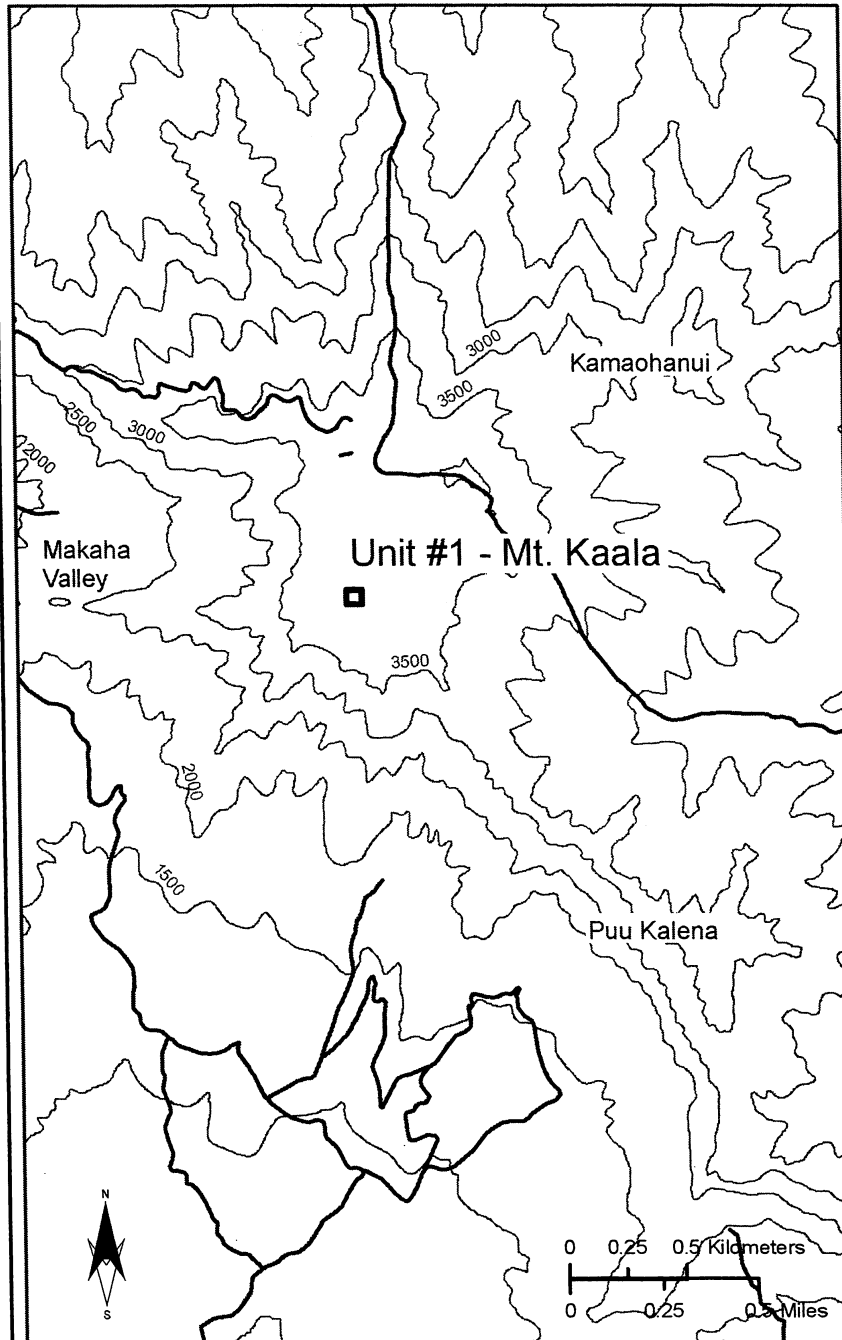 3000
Kamaohanui
3500
2500
3000
2000
Unit #1 - Mt. Kaala
Makaha
Valley
3500
2000
1500
Puu Kalena
N
S
0 0.25 0.5 Kilometers
0 0.25 0.5 Miles